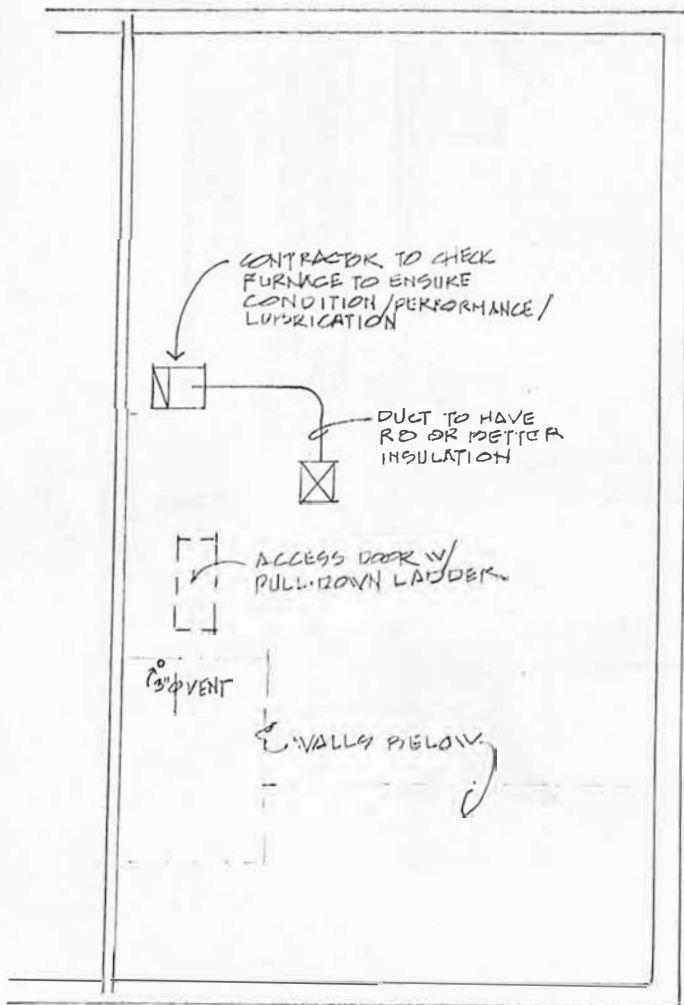 CONTRACTOR TO CHECK
FURNACE TO ENSURE
CONDITION/PERFORMANCE/
LUBRICATION
DUCT TO HAVE
R8 OR BETTER
INSULATION
ACCESS DOOR W/
PULL-DOWN LADDER
3"φ VENT
WALLS BELOW